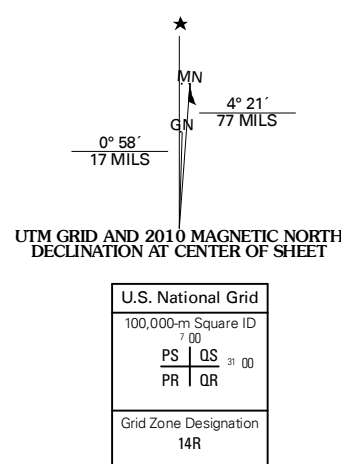 ★
MN
4° 21´
77 MILS
GN
0° 58´
17 MILS
UTM GRID AND 2010 MAGNETIC NORTH
DECLINATION AT CENTER OF SHEET
U.S. National Grid
100,000-m Square ID
7 00
PS QS 31 00
PR QR
Grid Zone Designation
14R